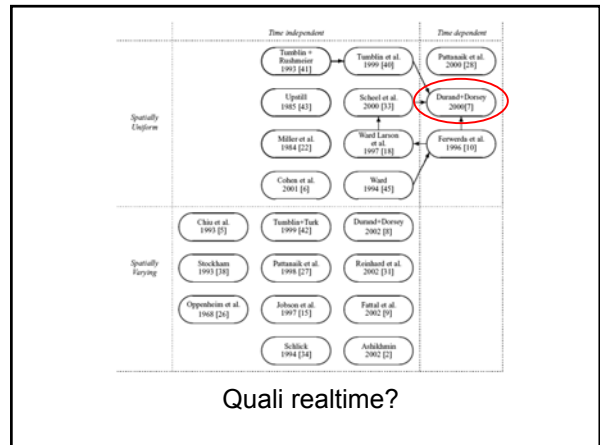 Time independent
Time dependent
Tumblin +
Rushmeier
1993 [41]
Tumblin et al.
1999 [40]
Pattanaik et al.
2000 [28]
Spatially
Uniform
Upstill
1985 [43]
Scheel et al.
2000 [33]
Durand+Dorsey
2000[7]
Miller et al.
1984 [22]
Ward Larson
et al.
1997 [18]
Ferwerda et al.
1996 [10]
Cohen et al.
2001 [6]
Ward
1994 [45]
Spatially
Varying
Chiu et al.
1993 [5]
Tumblin+Turk
1999 [42]
Durand+Dorsey
2002 [8]
Stockham
1993 [38]
Pattanaik et al.
1998 [27]
Reinhard et al.
2002 [31]
Oppenheim et al.
1968 [26]
Jobson et al.
1997 [15]
Fattal et al.
2002 [9]
Schlick
1994 [34]
Ashikhmin
2002 [2]
Quali realtime?